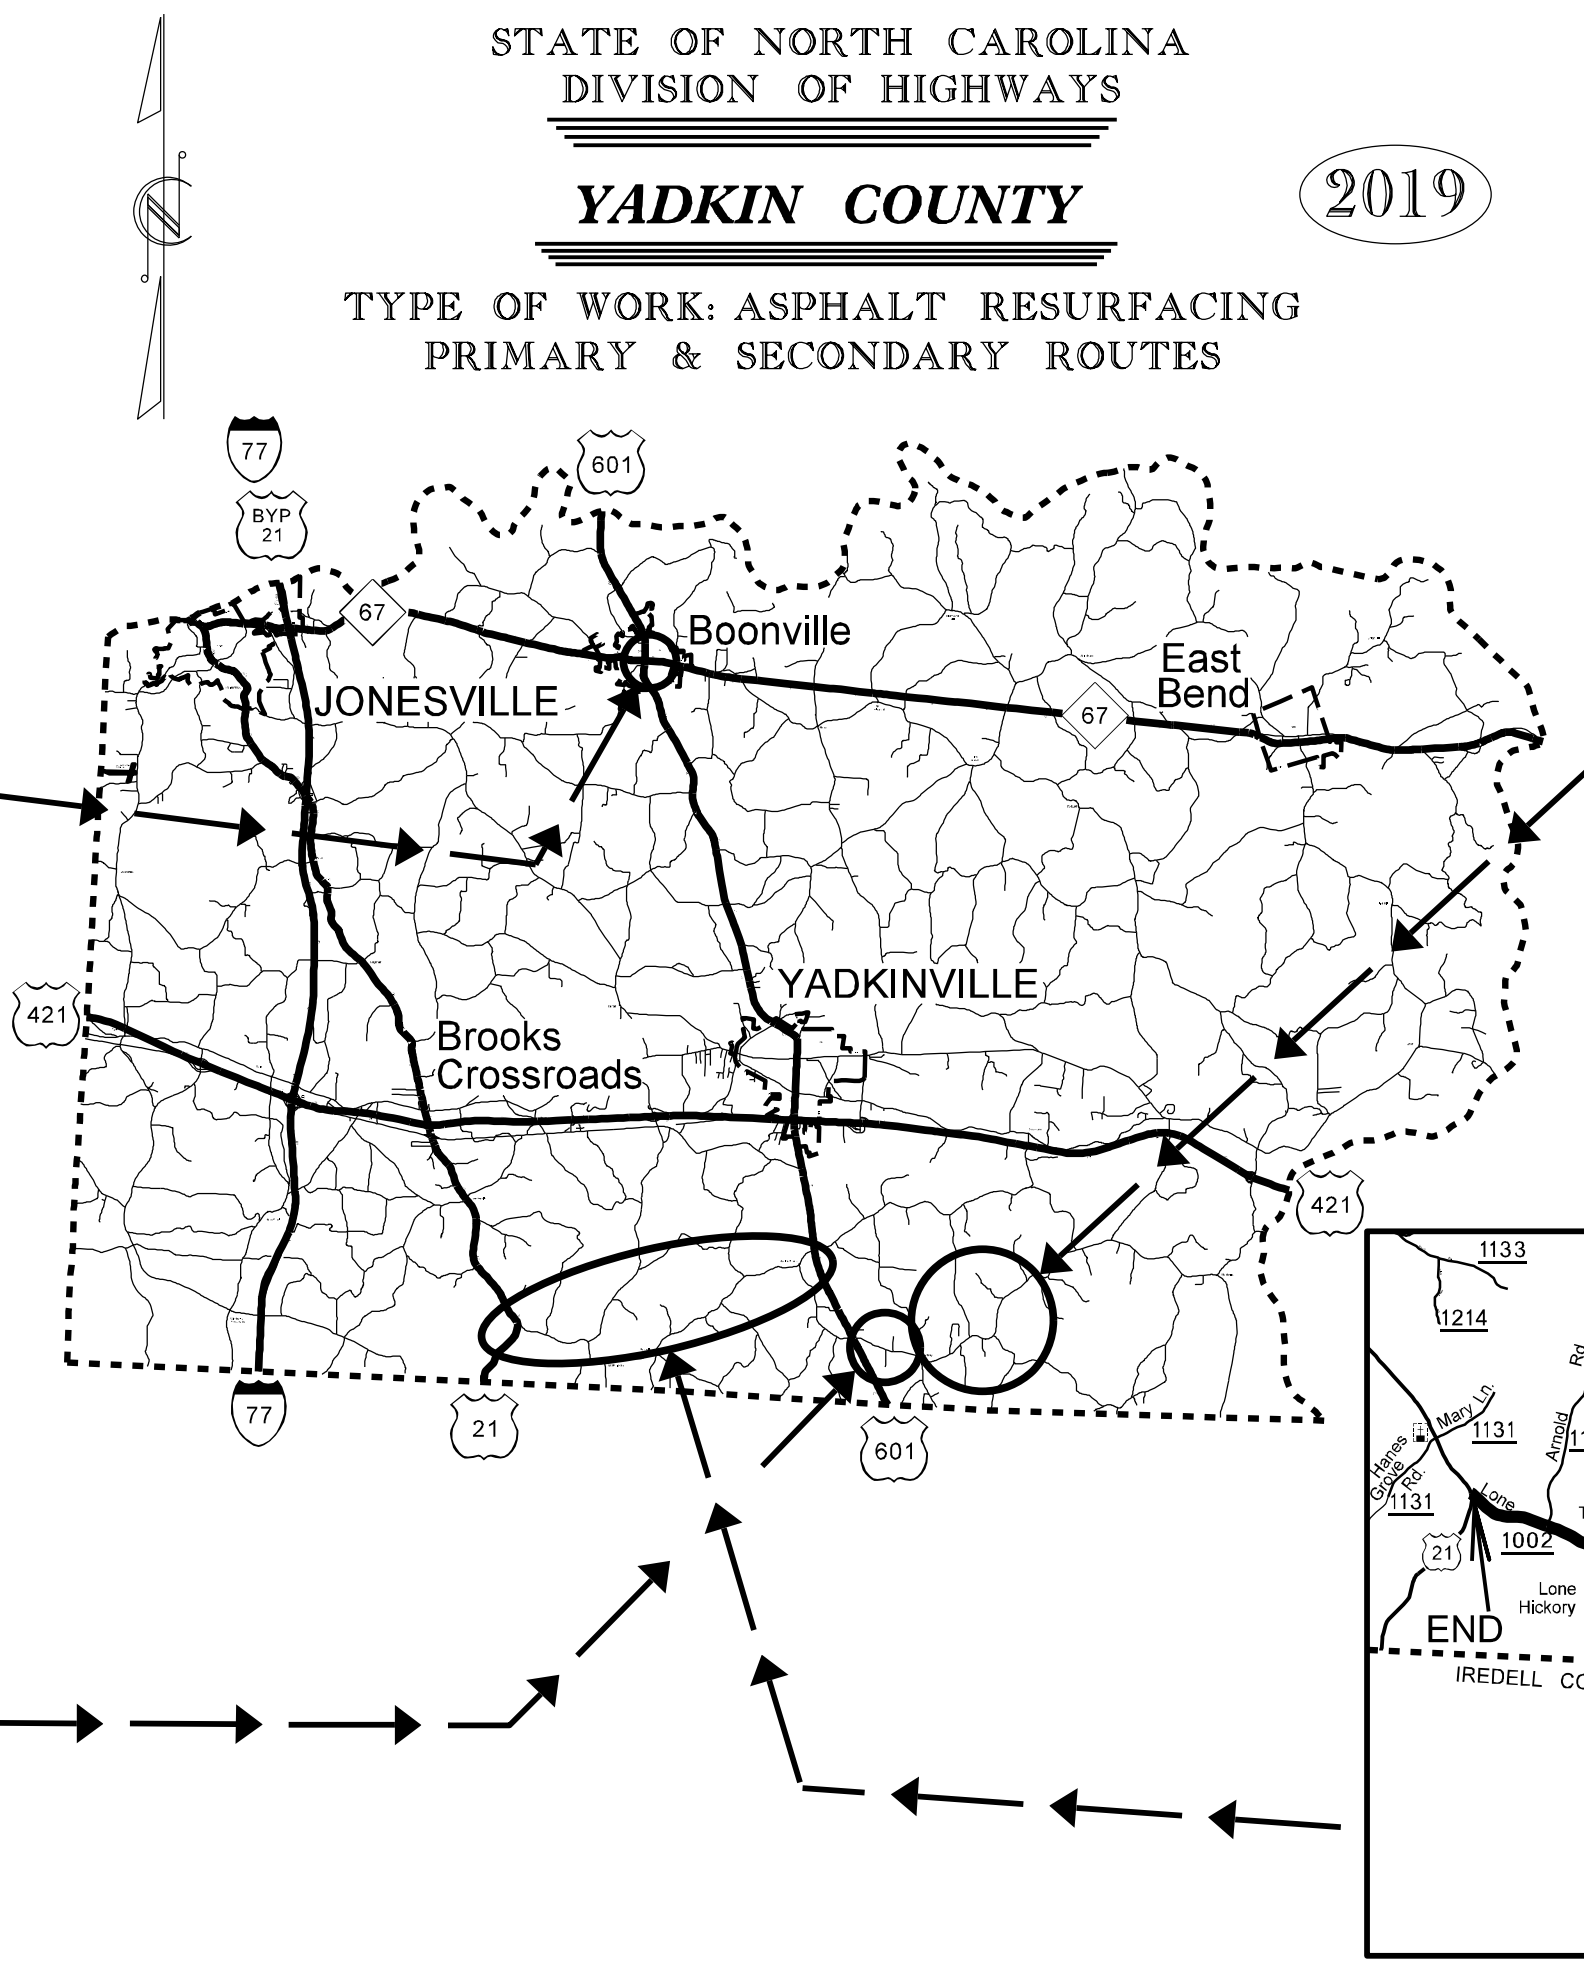 STATE OF NORTH CAROLINA
DIVISION OF HIGHWAYS
YADKIN COUNTY
2019
TYPE OF WORK: ASPHALT RESURFACING
PRIMARY & SECONDARY ROUTES
N
C
77
BYP
21
601
67
Boonville
JONESVILLE
East
Bend
67
YADKINVILLE
421
Brooks
Crossroads
421
77
21
601
1133
1214
Rd
Mary Ln.
1131
Arnold
Hanes
Grove
Rd.
1131
Lone
1002
21
Lone
Hickory
END
IREDELL